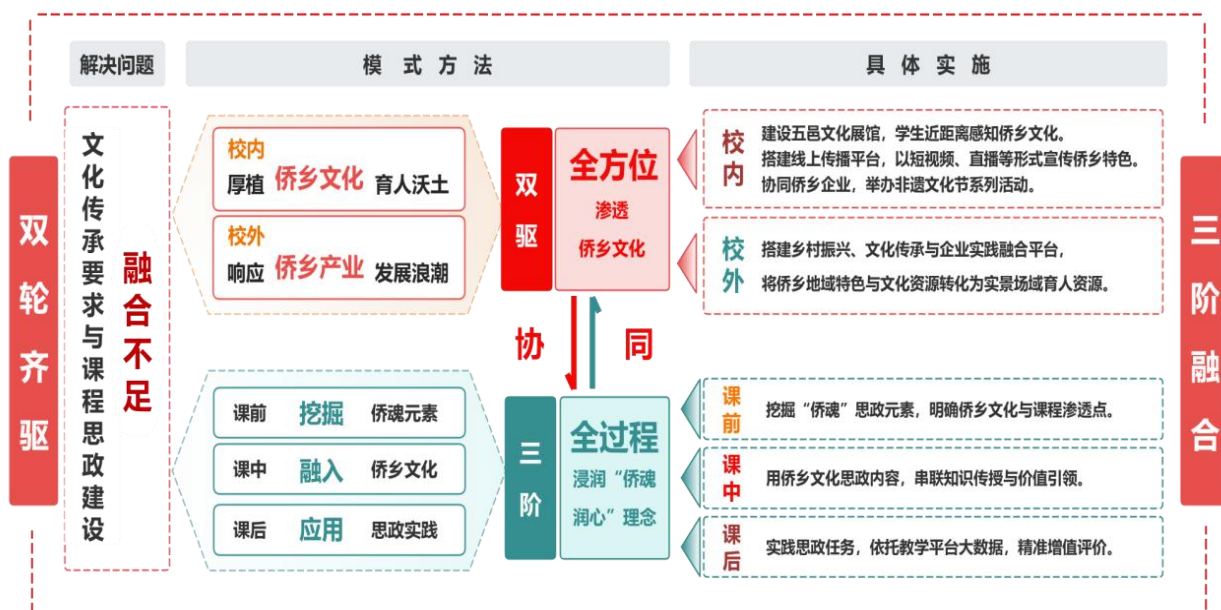 解决问题
模式方法
具体实施
双轮齐驱
文化传承要求与课程思政建设
融合不足
校内
厚植 侨乡文化 育人沃土
校外
响应 侨乡产业 发展浪潮
双驱
全方位
渗透
侨乡文化
校内
建设五邑文化展馆，学生近距离感知侨乡文化。
搭建线上传播平台，以短视频、直播等形式宣传侨乡特色。
协同侨乡企业，举办非遗文化节系列活动。
校外
搭建乡村振兴、文化传承与企业实践融合平台，
将侨乡地域特色与文化资源转化为实景场域育人资源。
协 同
课前 挖掘 侨魂元素
课中 融入 侨乡文化
课后 应用 思政实践
三阶
全过程
浸润“侨魂
润心”理念
课前
挖掘“侨魂”思政元素，明确侨乡文化与课程渗透点。
课中
用侨乡文化思政内容，串联知识传授与价值引领。
课后
实践思政任务，依托教学平台大数据，精准增值评价。
三阶融合